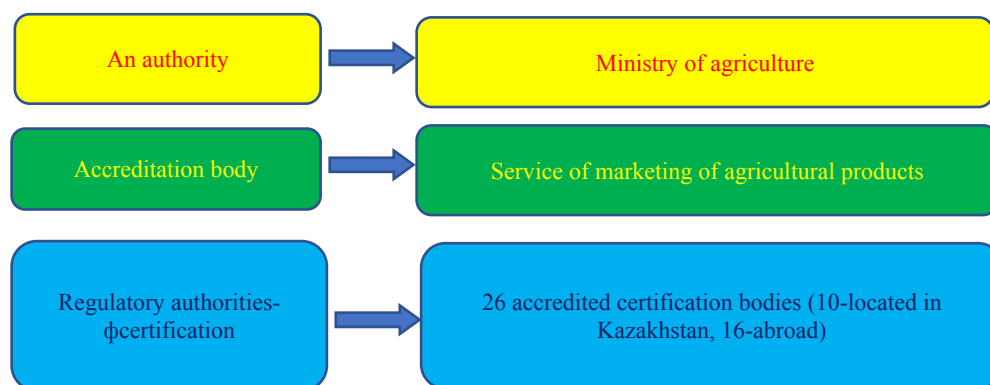 An authority
Ministry of agriculture
Accreditation body
Service of marketing of agricultural products
Regulatory authorities-
фcertification
26 accredited certification bodies (10-located in
Kazakhstan, 16-abroad)